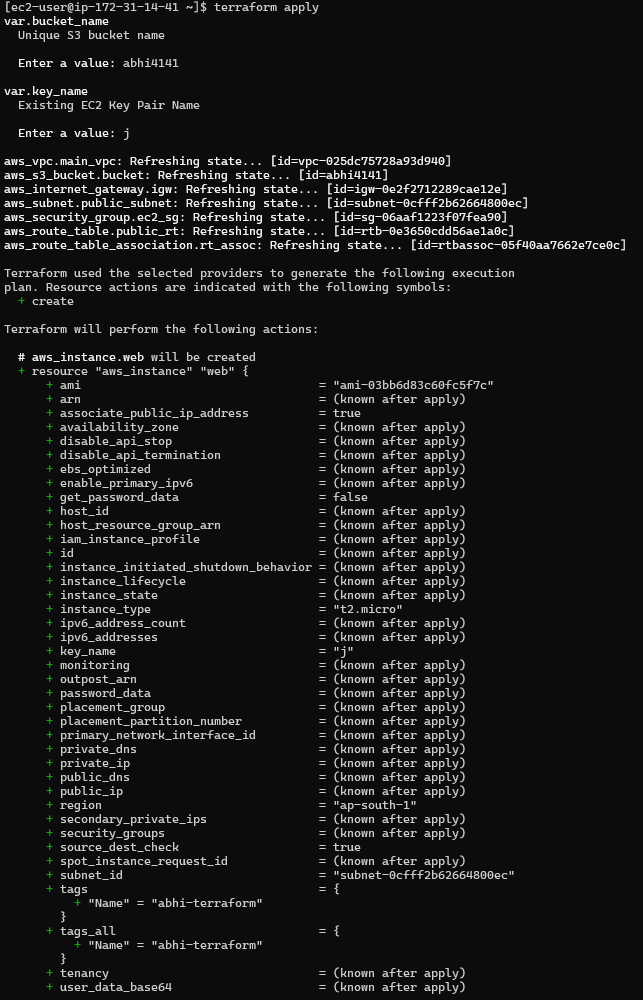 [ec2-user@ip-172-31-14-41 ~]$ terraform apply
var.bucket_name
  Unique S3 bucket name

  Enter a value: abhi4141

var.key_name
  Existing EC2 Key Pair Name

  Enter a value: j

aws_vpc.main_vpc: Refreshing state... [id=vpc-025dc75728a93d940]
aws_s3_bucket.bucket: Refreshing state... [id=abhi4141]
aws_internet_gateway.igw: Refreshing state... [id=igw-0e2f2712289cae12e]
aws_subnet.public_subnet: Refreshing state... [id=subnet-0cfff2b62664800ec]
aws_security_group.ec2_sg: Refreshing state... [id=sg-06aaf1223f07fea90]
aws_route_table.public_rt: Refreshing state... [id=rtb-0e3650cdd56ae1a0c]
aws_route_table_association.rt_assoc: Refreshing state... [id=rtbassoc-05f40aa7662e7ce0c]

Terraform used the selected providers to generate the following execution
plan. Resource actions are indicated with the following symbols:
  + create

Terraform will perform the following actions:

  # aws_instance.web will be created
  + resource "aws_instance" "web" {
      + ami                                  = "ami-03bb6d83c60fc5f7c"
      + arn                                  = (known after apply)
      + associate_public_ip_address          = true
      + availability_zone                    = (known after apply)
      + disable_api_stop                     = (known after apply)
      + disable_api_termination              = (known after apply)
      + ebs_optimized                        = (known after apply)
      + enable_primary_ipv6                  = (known after apply)
      + get_password_data                    = false
      + host_id                              = (known after apply)
      + host_resource_group_arn              = (known after apply)
      + iam_instance_profile                 = (known after apply)
      + id                                   = (known after apply)
      + instance_initiated_shutdown_behavior = (known after apply)
      + instance_lifecycle                   = (known after apply)
      + instance_state                       = (known after apply)
      + instance_type                        = "t2.micro"
      + ipv6_address_count                   = (known after apply)
      + ipv6_addresses                       = (known after apply)
      + key_name                             = "j"
      + monitoring                           = (known after apply)
      + outpost_arn                          = (known after apply)
      + password_data                        = (known after apply)
      + placement_group                      = (known after apply)
      + placement_partition_number           = (known after apply)
      + primary_network_interface_id         = (known after apply)
      + private_dns                          = (known after apply)
      + private_ip                           = (known after apply)
      + public_dns                           = (known after apply)
      + public_ip                            = (known after apply)
      + region                               = "ap-south-1"
      + secondary_private_ips                = (known after apply)
      + security_groups                      = (known after apply)
      + source_dest_check                    = true
      + spot_instance_request_id             = (known after apply)
      + subnet_id                            = "subnet-0cfff2b62664800ec"
      + tags                                 = {
          + "Name" = "abhi-terraform"
        }
      + tags_all                             = {
          + "Name" = "abhi-terraform"
        }
      + tenancy                              = (known after apply)
      + user_data_base64                     = (known after apply)